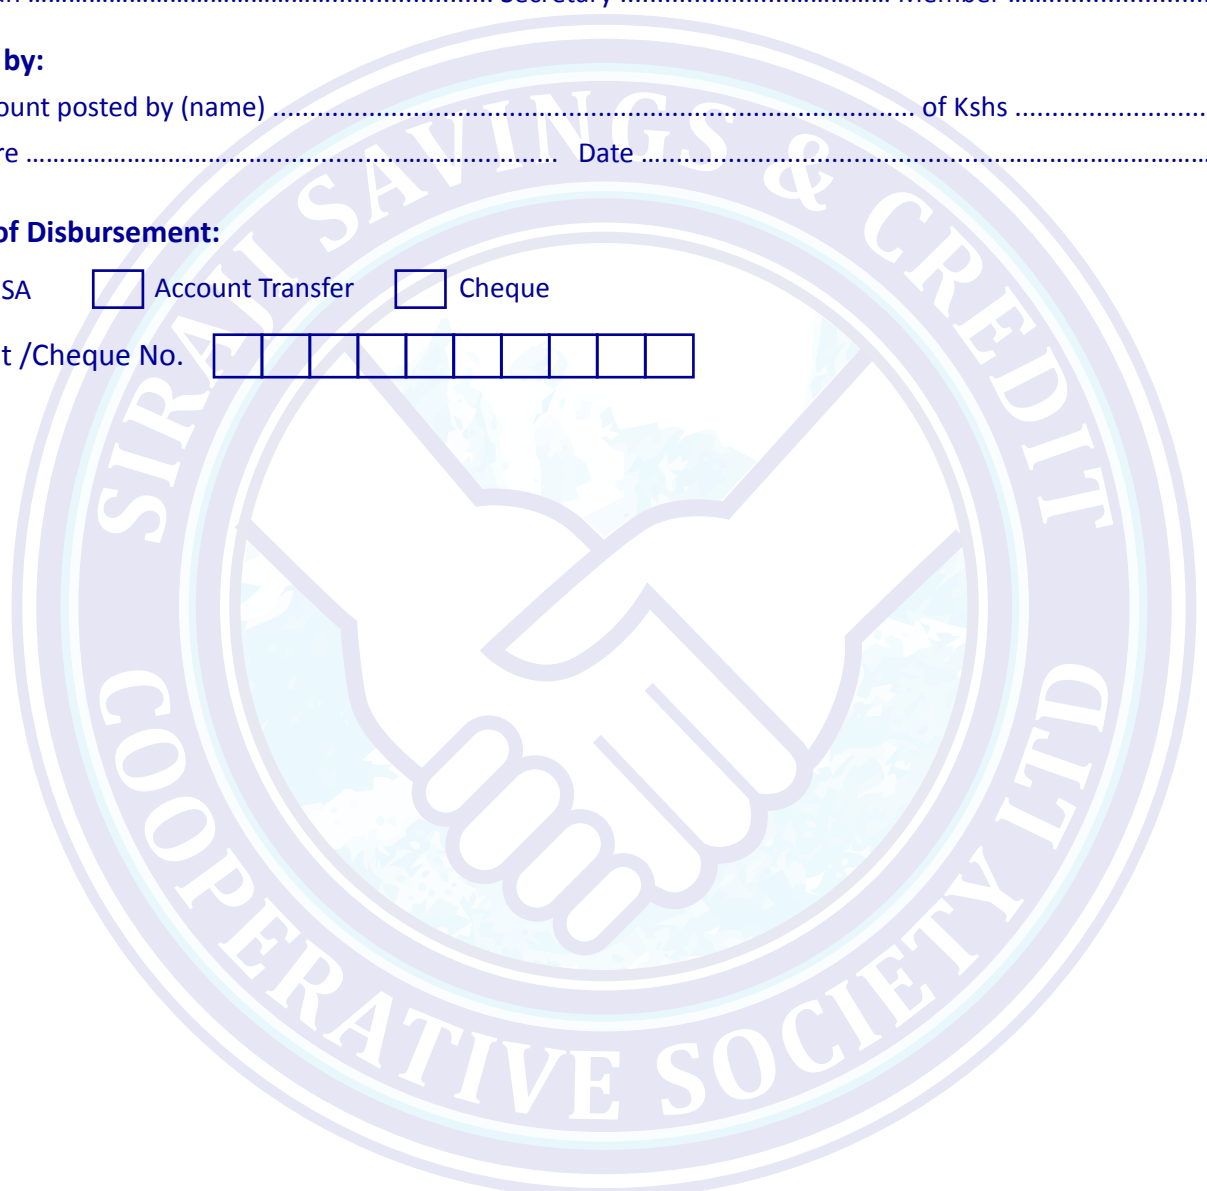 n ........................................................................ Secretary .......................................... Member ..............................
by:
ount posted by (name) ........................................................................................ of Kshs ..........................
re ......................................................................... Date ..............................................................................
of Disbursement:
SA Account Transfer Cheque
t /Cheque No.
SIRAJ SAVINGS & CREDIT
COOPERATIVE SOCIETY LTD